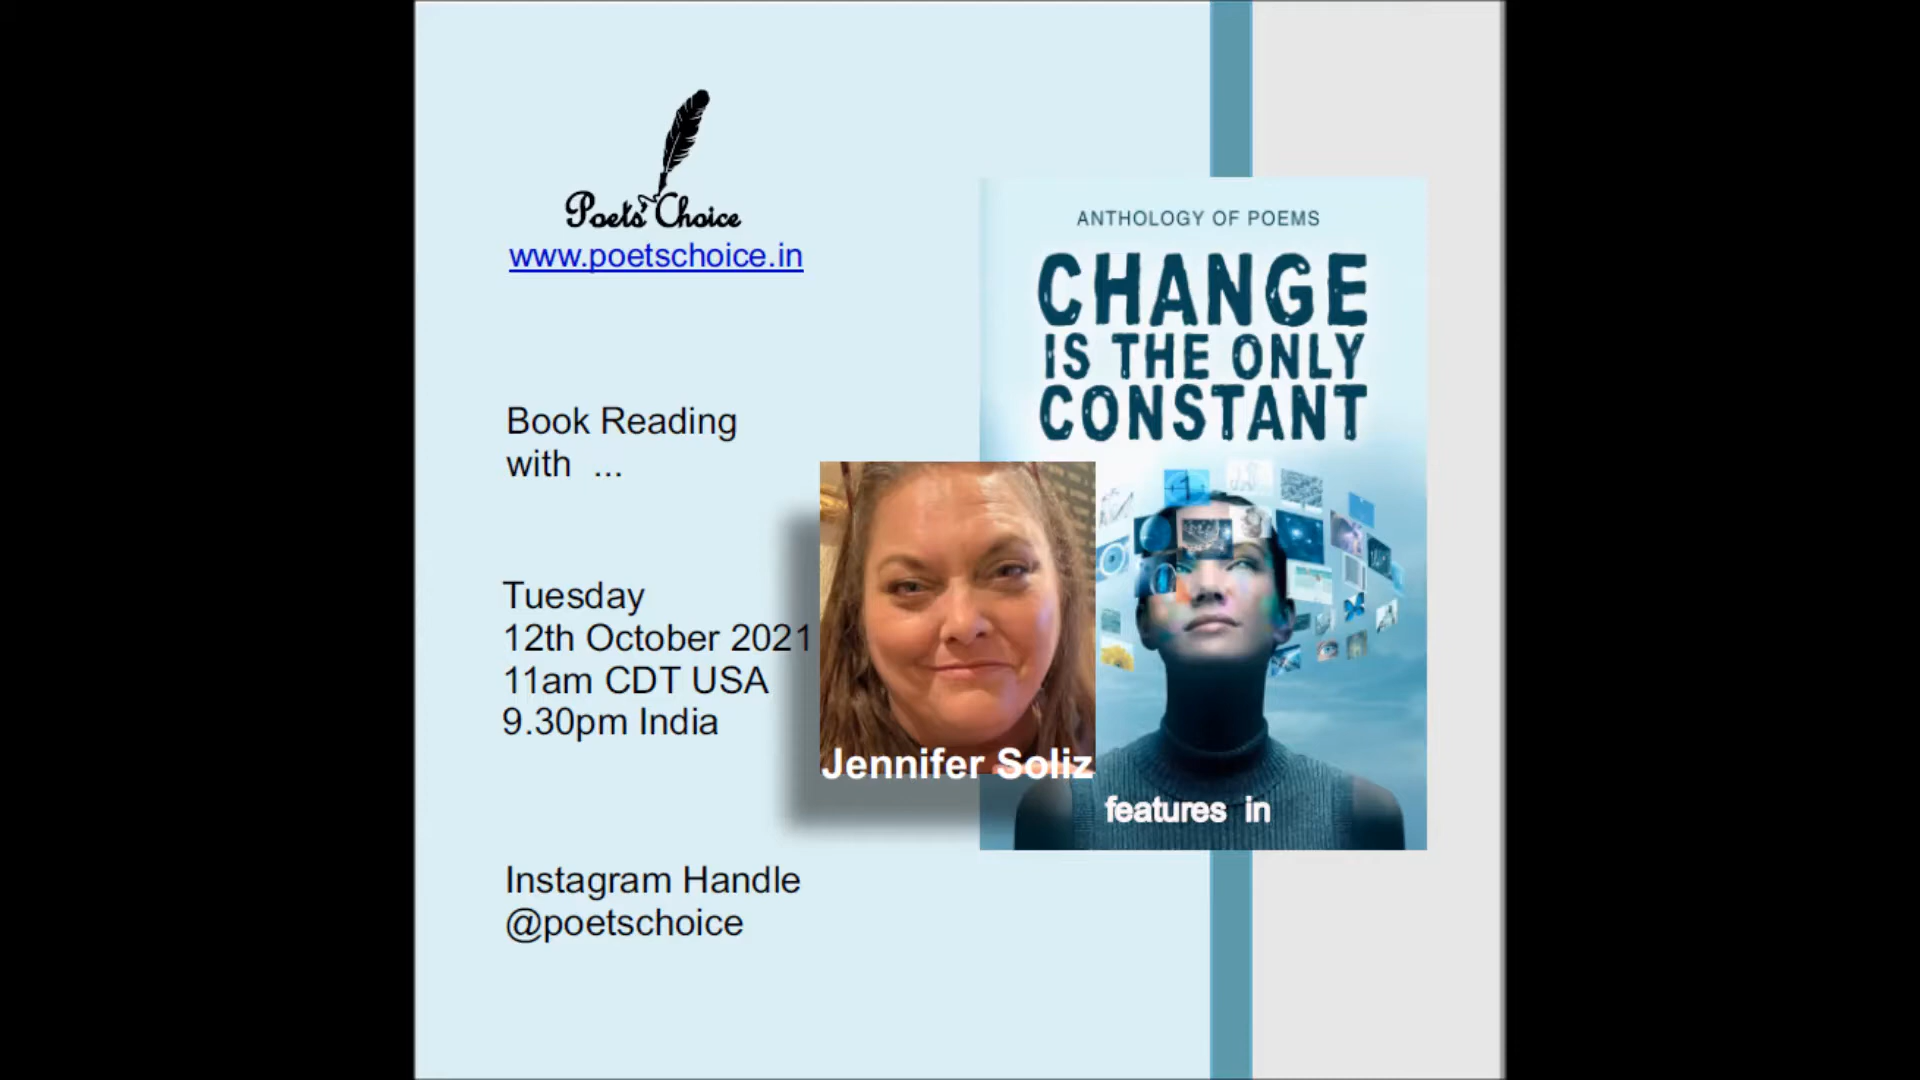 Poets' Choice
www.poetschoice.in
Book Reading
with ...
Tuesday
12th October 2021
11am CDT USA
9.30pm India
Instagram Handle
@poetschoice
ANTHOLOGY OF POEMS
CHANGE
IS THE ONLY
CONSTANT
Jennifer Soliz
features in